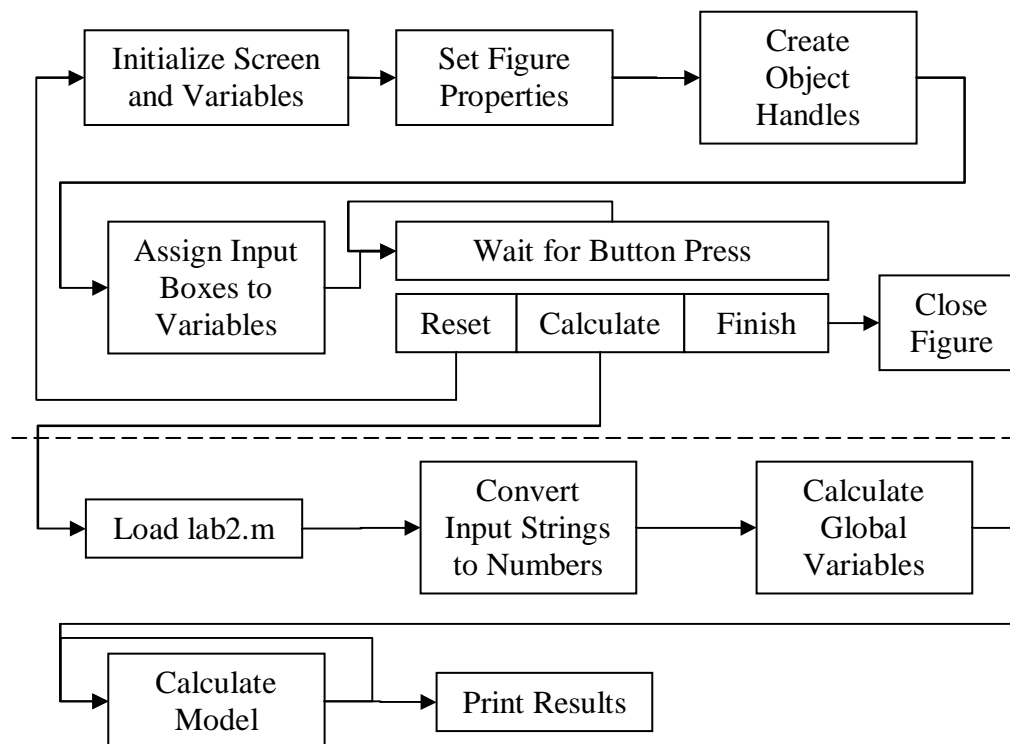 Initialize Screen
and Variables
Set Figure
Properties
Create
Object
Handles
Assign Input
Boxes to
Variables
Wait for Button Press
Reset
Calculate
Finish
Close
Figure
Load lab2.m
Convert
Input Strings
to Numbers
Calculate
Global
Variables
Calculate
Model
Print Results